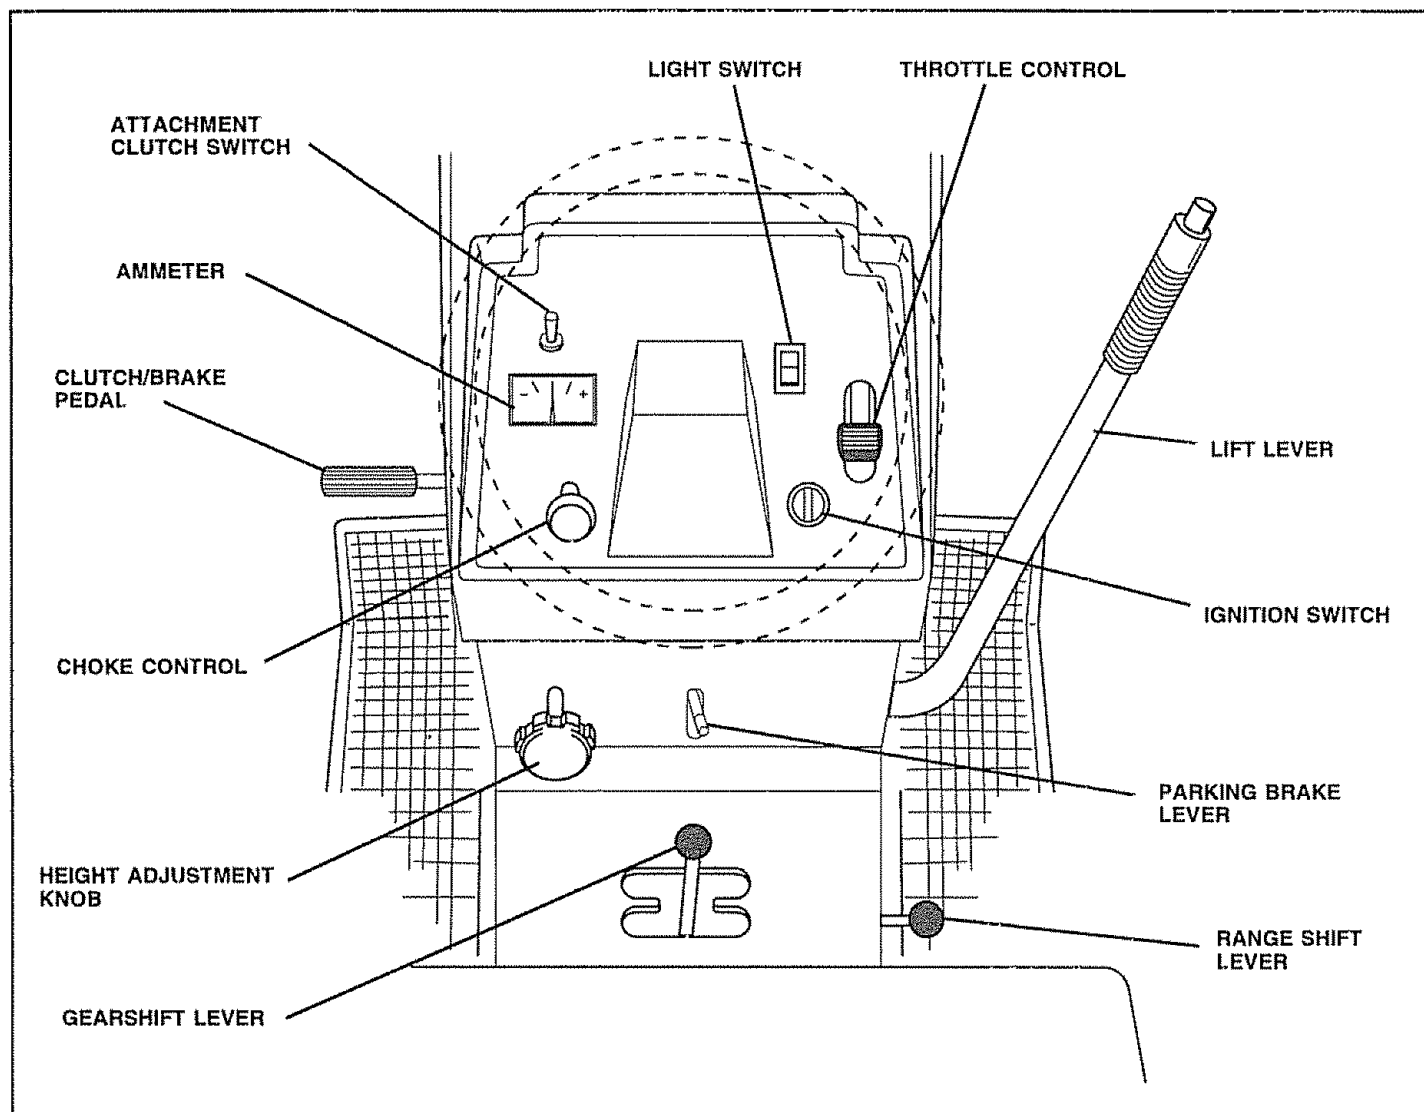 LIGHT SWITCH
THROTTLE CONTROL
ATTACHMENT
CLUTCH SWITCH
AMMETER
- +
CLUTCH/BRAKE
PEDAL
LIFT LEVER
IGNITION SWITCH
CHOKE CONTROL
PARKING BRAKE
LEVER
HEIGHT ADJUSTMENT
KNOB
RANGE SHIFT
LEVER
GEARSHIFT LEVER